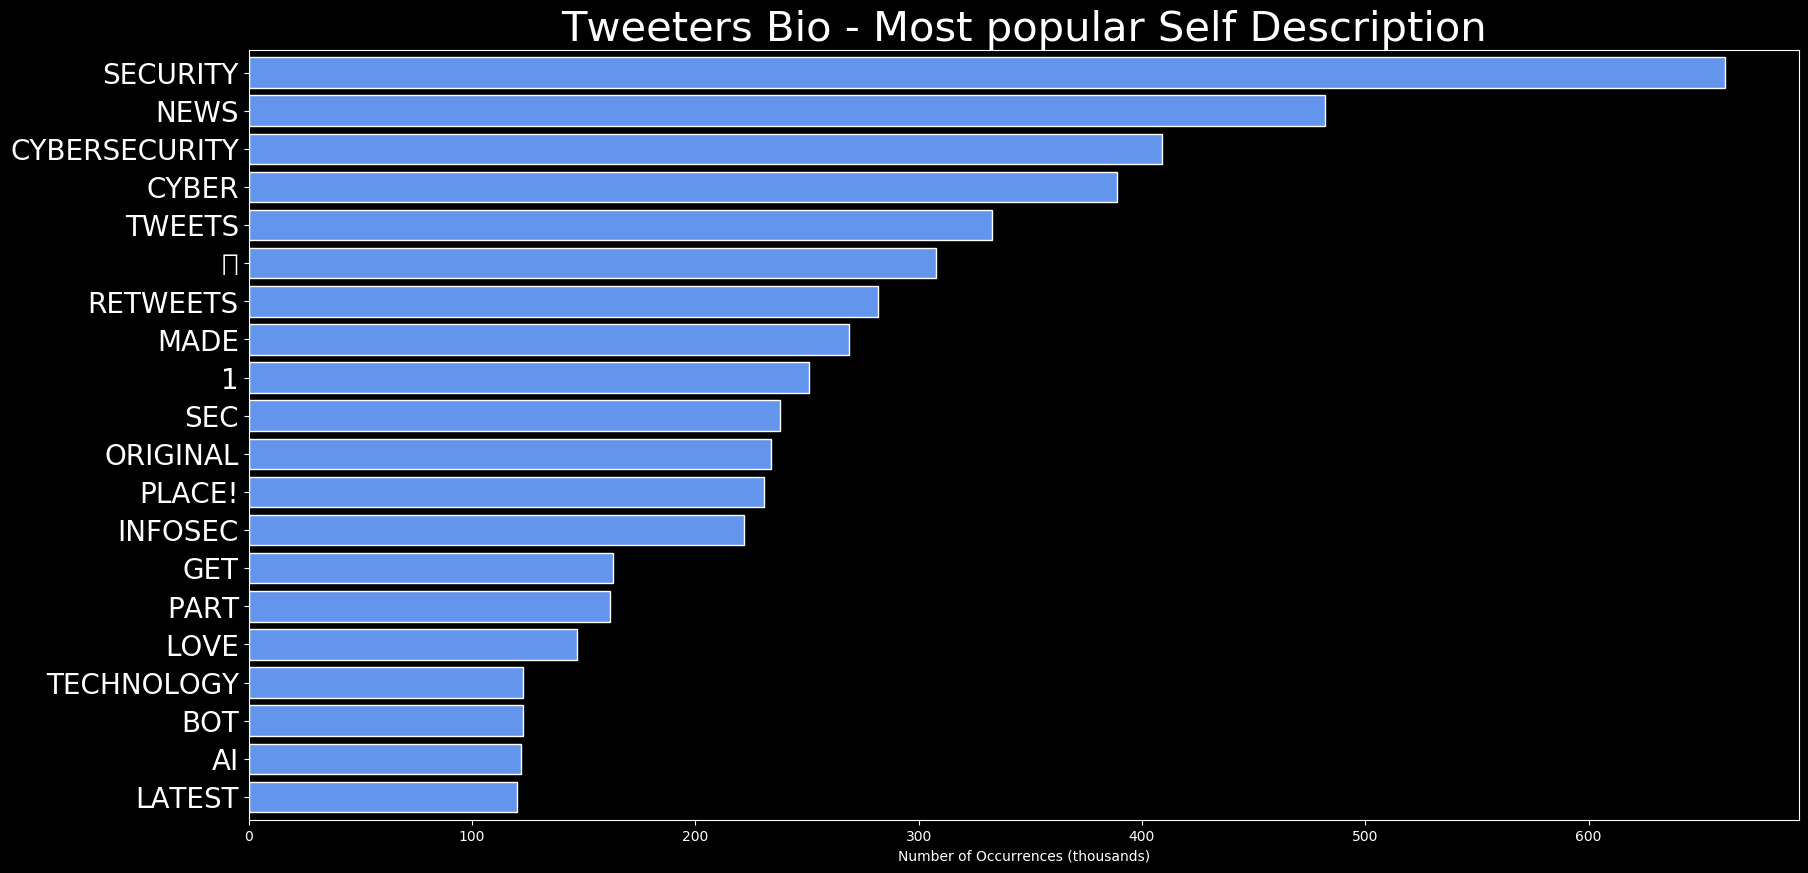 Tweeters Bio - Most popular Self Description
SECURITY
NEWS
CYBERSECURITY
CYBER
TWEETS
RETWEETS
MADE
1
SEC
ORIGINAL
PLACE!
INFOSEC
GET
PART
LOVE
TECHNOLOGY
BOT
AI
LATEST
0 100 200 300 400 500 600
Number of Occurrences (thousands)